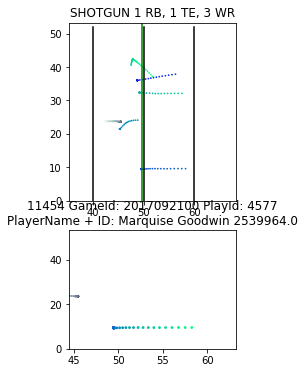 SHOTGUN 1 RB, 1 TE, 3 WR
50
40
30
20
10
0
40 50 60
11454 GameId: 2017092100 PlayId: 4577
PlayerName + ID: Marquise Goodwin 2539964.0
40
20
0
45 50 55 60